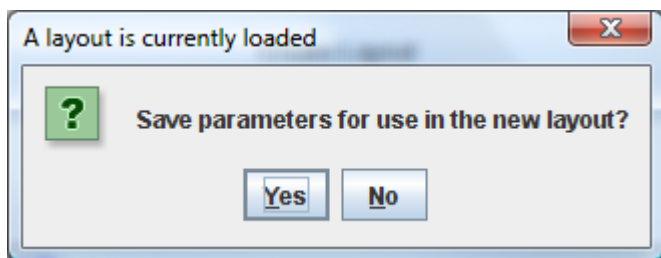 A layout is currently loaded
Save parameters for use in the new layout?
Yes No